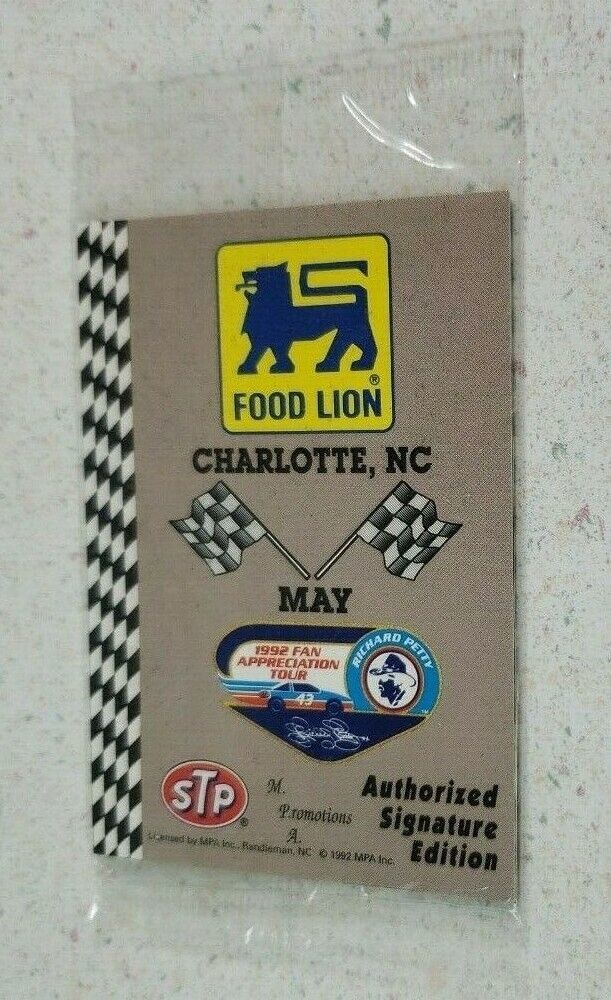 FOOD LION
®
CHARLOTTE, NC
MAY
1992 FAN
APPRECIATION
TOUR
RICHARD PETTY
43
TM
STP
®
M.
P.romotions
A.
Authorized
Signature
Edition
Licensed by MPA Inc., Randleman, NC © 1992 MPA Inc.